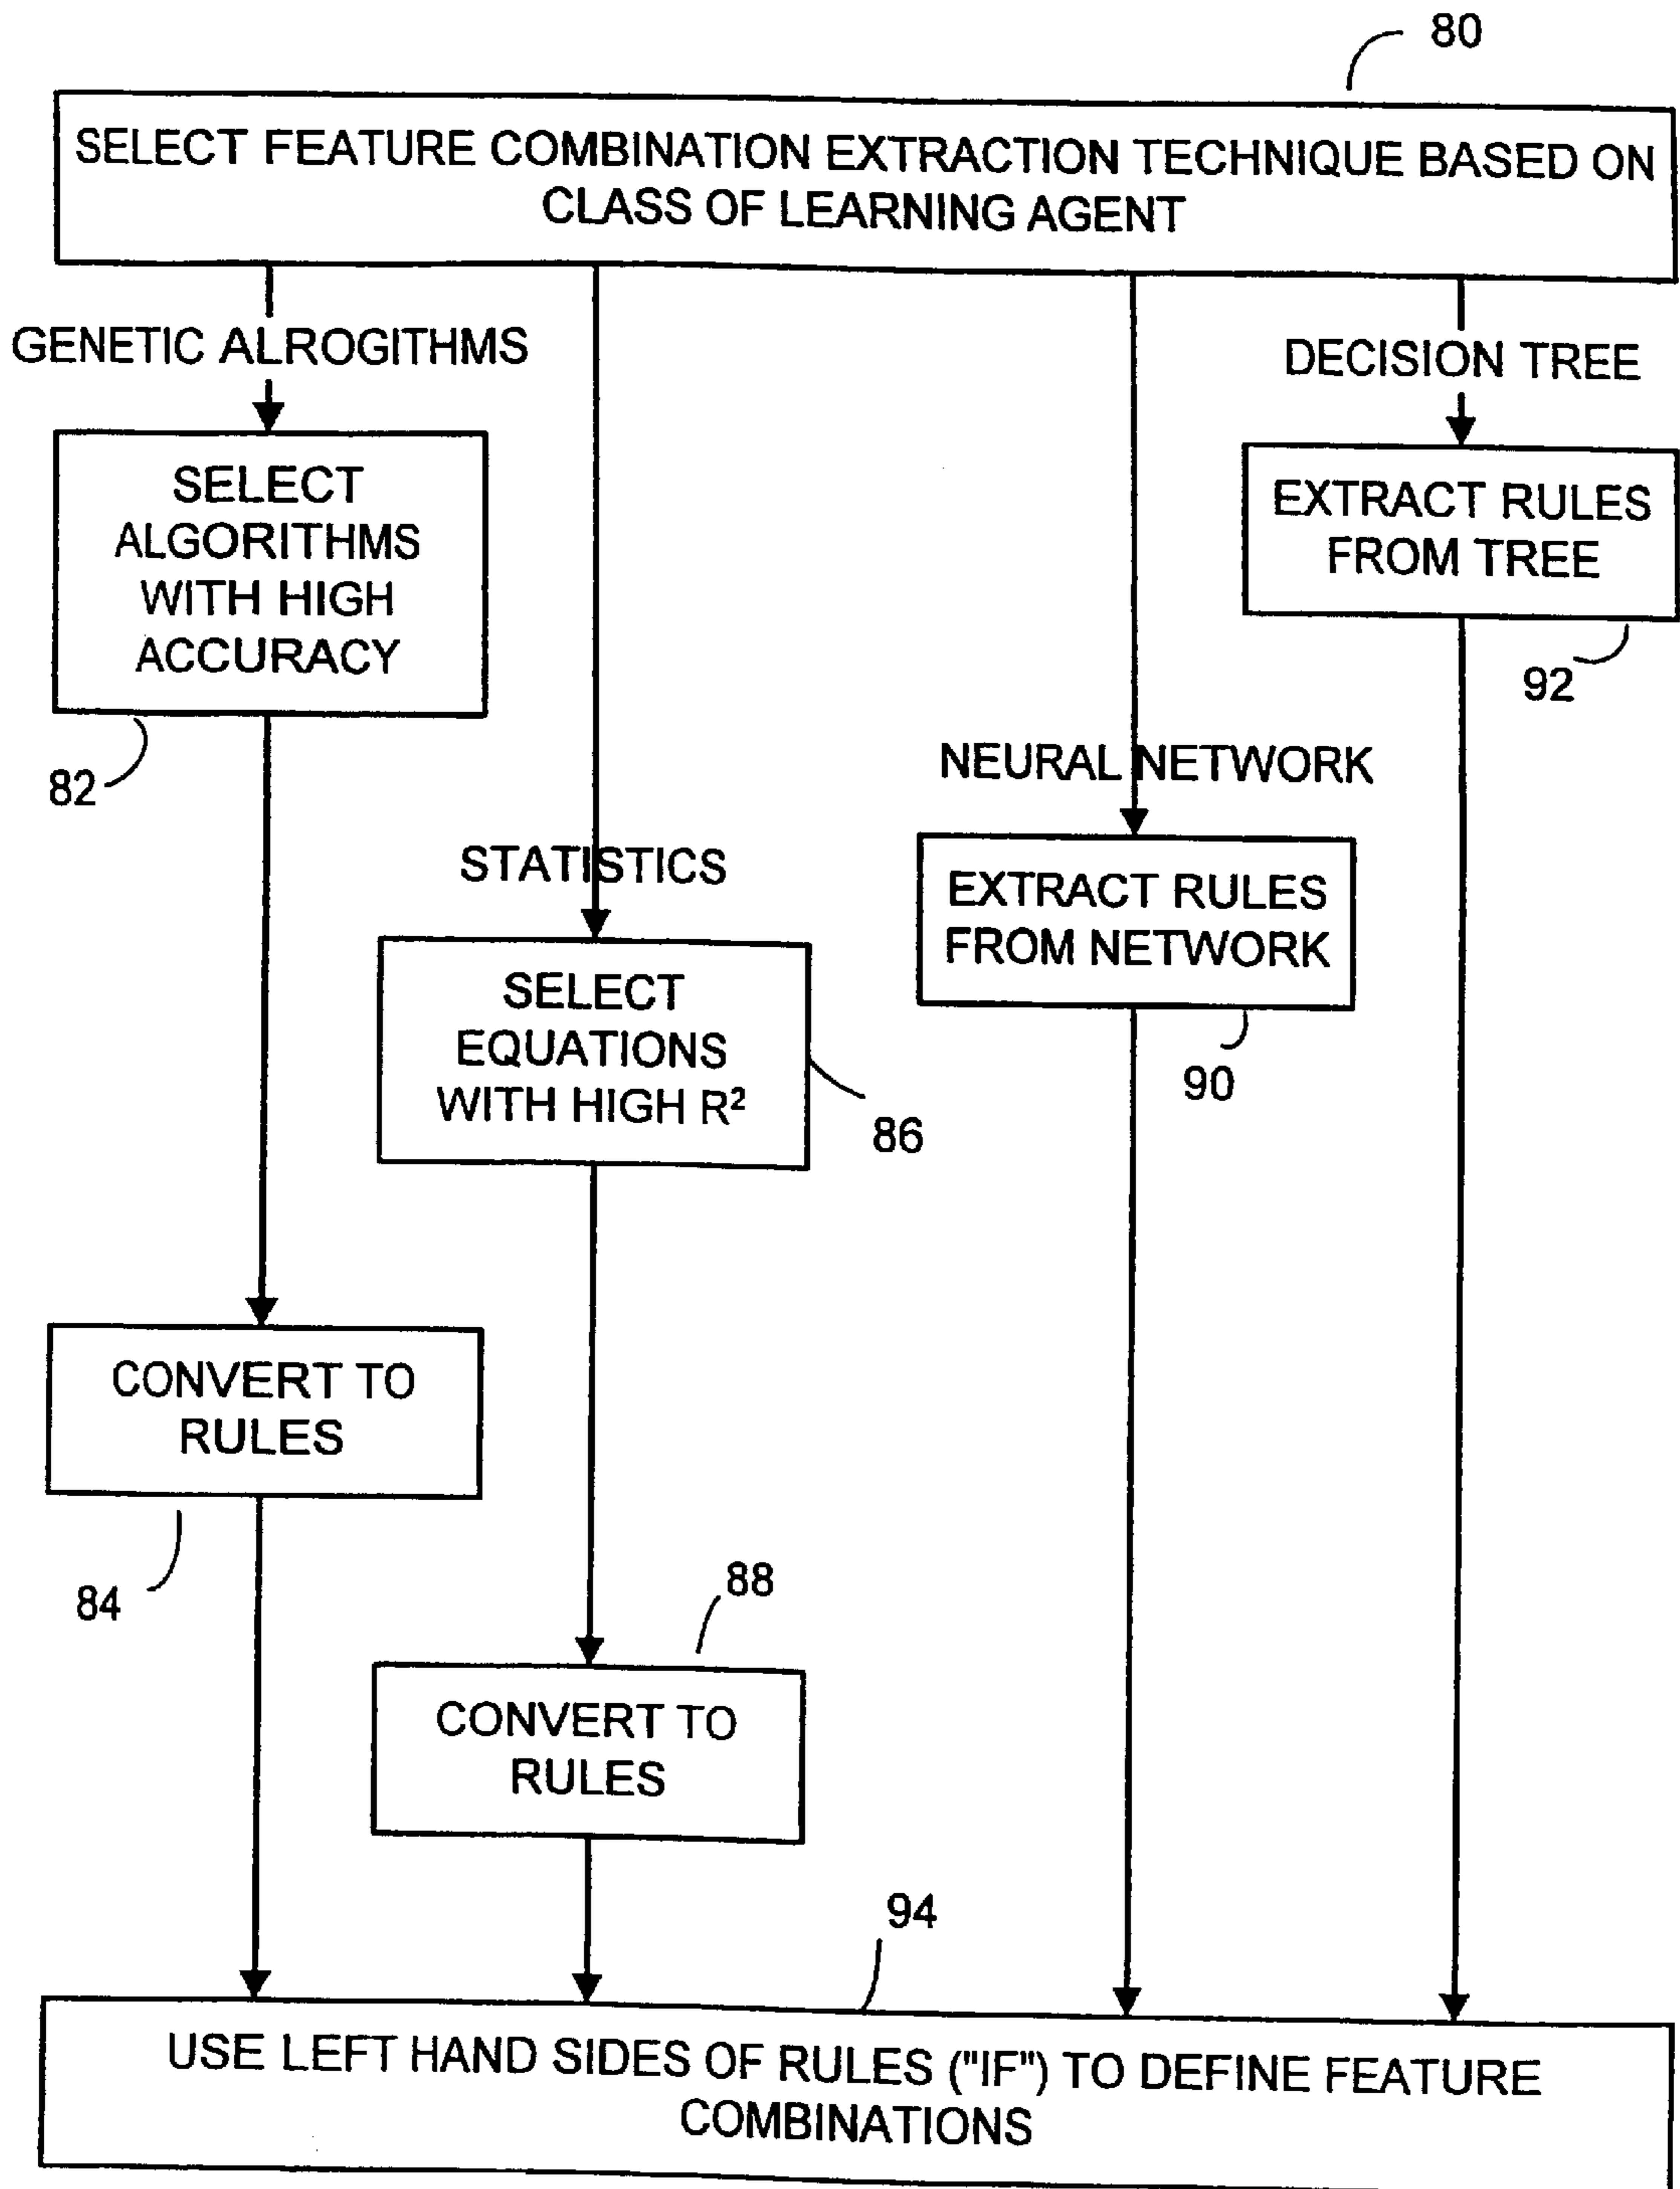 80
SELECT FEATURE COMBINATION EXTRACTION TECHNIQUE BASED ON
CLASS OF LEARNING AGENT
GENETIC ALROGITHMS
DECISION TREE
SELECT
ALGORITHMS
WITH HIGH
ACCURACY
82
EXTRACT RULES
FROM TREE
92
NEURAL NETWORK
EXTRACT RULES
FROM NETWORK
90
STATISTICS
SELECT
EQUATIONS
WITH HIGH R²
86
CONVERT TO
RULES
84
88
CONVERT TO
RULES
94
USE LEFT HAND SIDES OF RULES ("IF") TO DEFINE FEATURE
COMBINATIONS